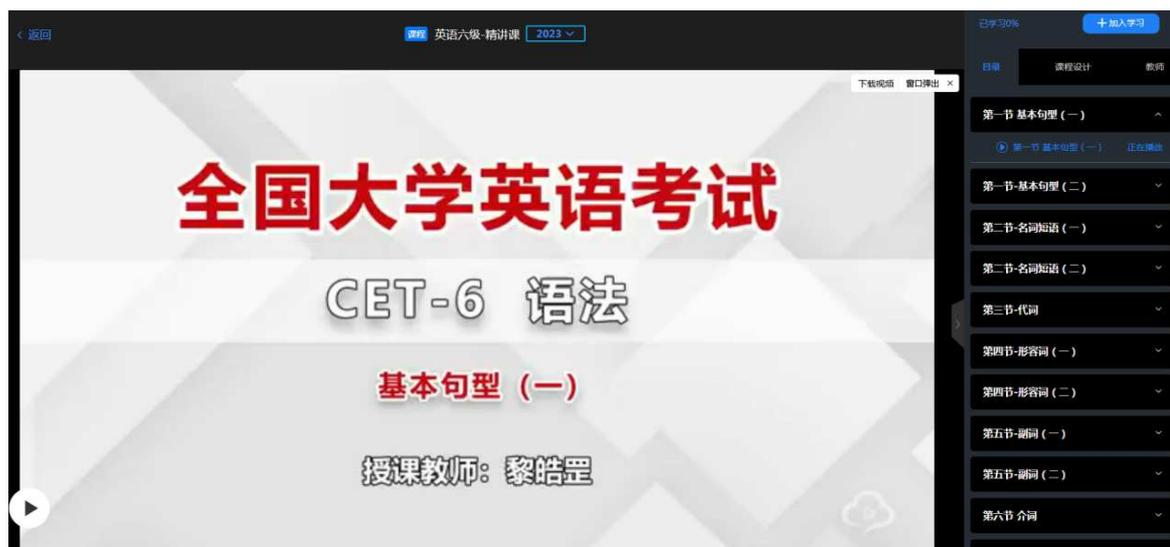 返回
课程 英语六级-精讲课 2023
已学习0%
加入学习
下载视频 窗口弹出 ×
目录 课程设计 教师
全国大学英语考试
CET-6 语法
基本句型（一）
授课教师：黎皓罡
第一节 基本句型(一)
第一节 基本句型(一) 正在播放
第一节-基本句型(二)
第二节-名词短语(一)
第二节-名词短语(二)
第三节-代词
第四节-形容词(一)
第四节-形容词(二)
第五节-副词(一)
第五节-副词(二)
第六节 介词